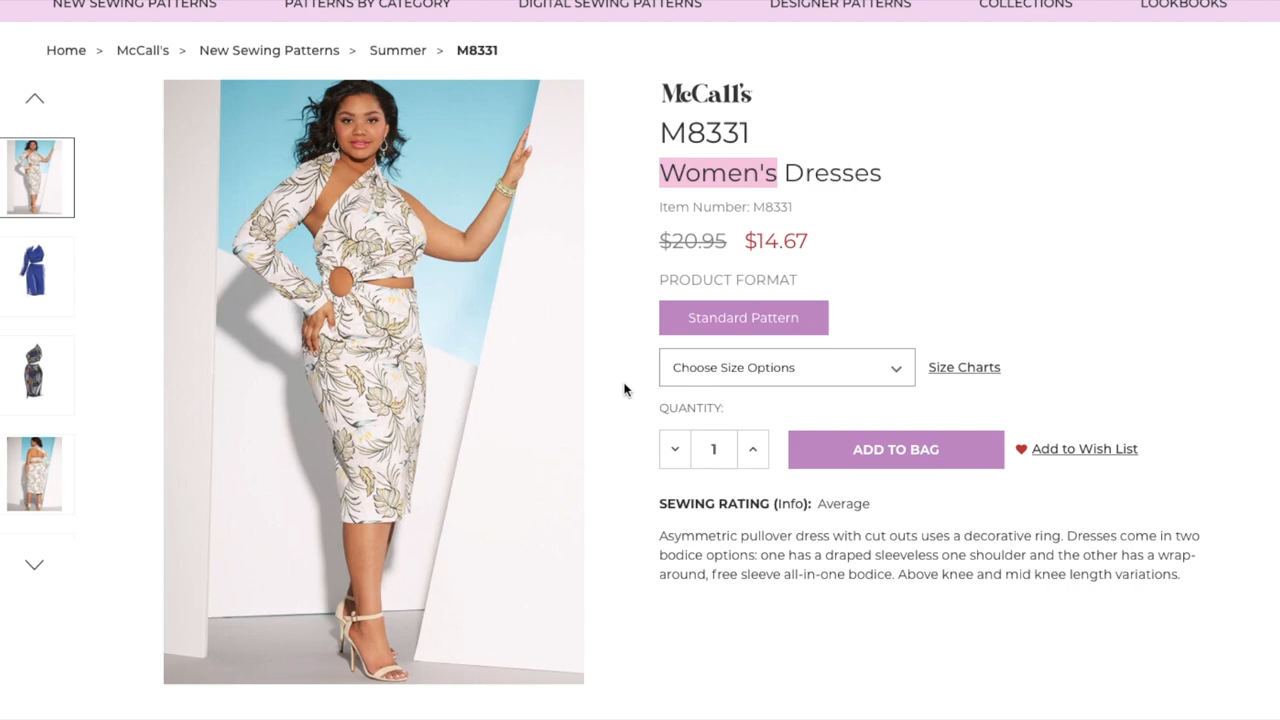 NEW SEWING PATTERNS PATTERNS BY CATEGORY DIGITAL SEWING PATTERNS DESIGNER PATTERNS COLLECTIONS LOOKBOOKS
Home > McCall's > New Sewing Patterns > Summer > M8331
McCall's
M8331
Women's Dresses
Item Number: M8331
$20.95 $14.67
PRODUCT FORMAT
Standard Pattern
Choose Size Options Size Charts
QUANTITY:
1 ADD TO BAG Add to Wish List
SEWING RATING (Info): Average
Asymmetric pullover dress with cut outs uses a decorative ring. Dresses come in two
bodice options: one has a draped sleeveless one shoulder and the other has a wrap-
around, free sleeve all-in-one bodice. Above knee and mid knee length variations.